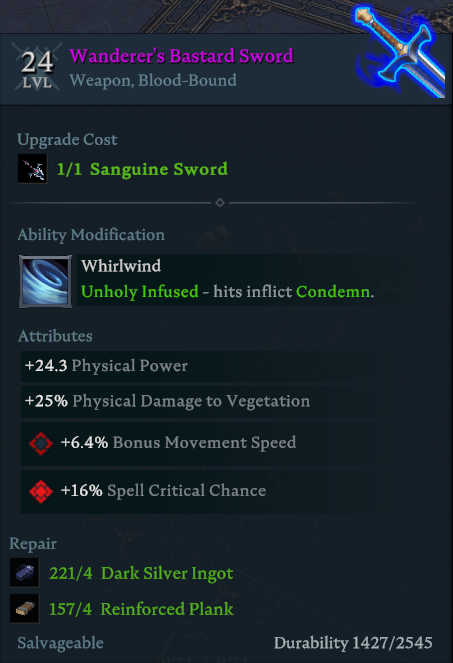 24
LVL
Wanderer's Bastard Sword
Weapon, Blood-Bound
Upgrade Cost
1/1 Sanguine Sword
Ability Modification
Whirlwind
Unholy Infused - hits inflict Condemn.
Attributes
+24.3 Physical Power
+25% Physical Damage to Vegetation
+6.4% Bonus Movement Speed
+16% Spell Critical Chance
Repair
221/4 Dark Silver Ingot
157/4 Reinforced Plank
Salvageable
Durability 1427/2545